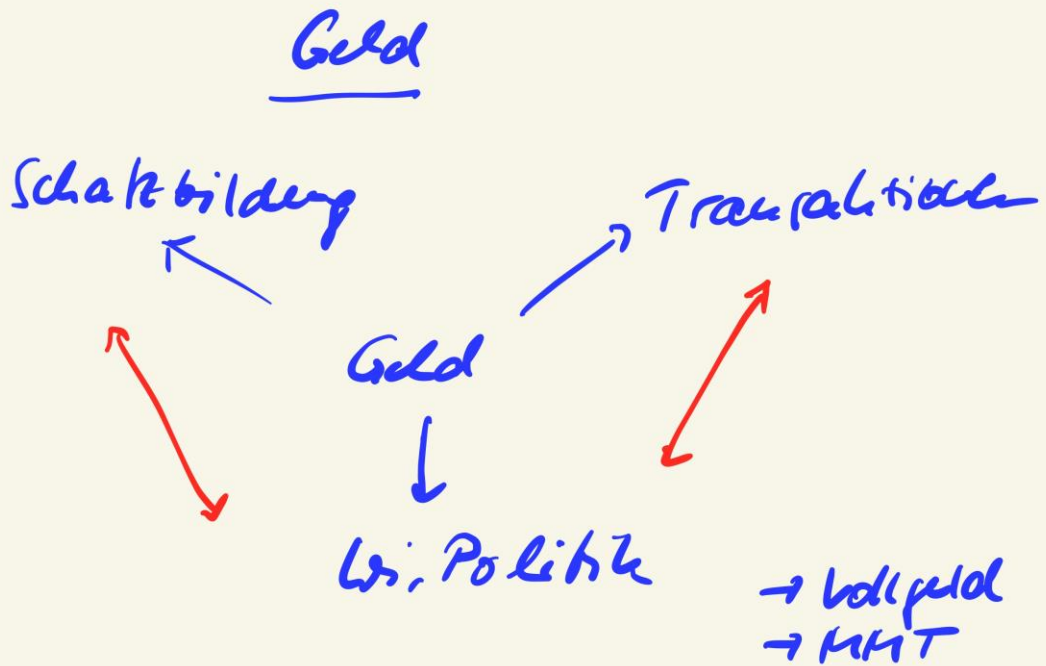 Geld
Schatzbildung
Transaktionen
Geld
Wi. Politik
→ Vollgeld
→ MMT